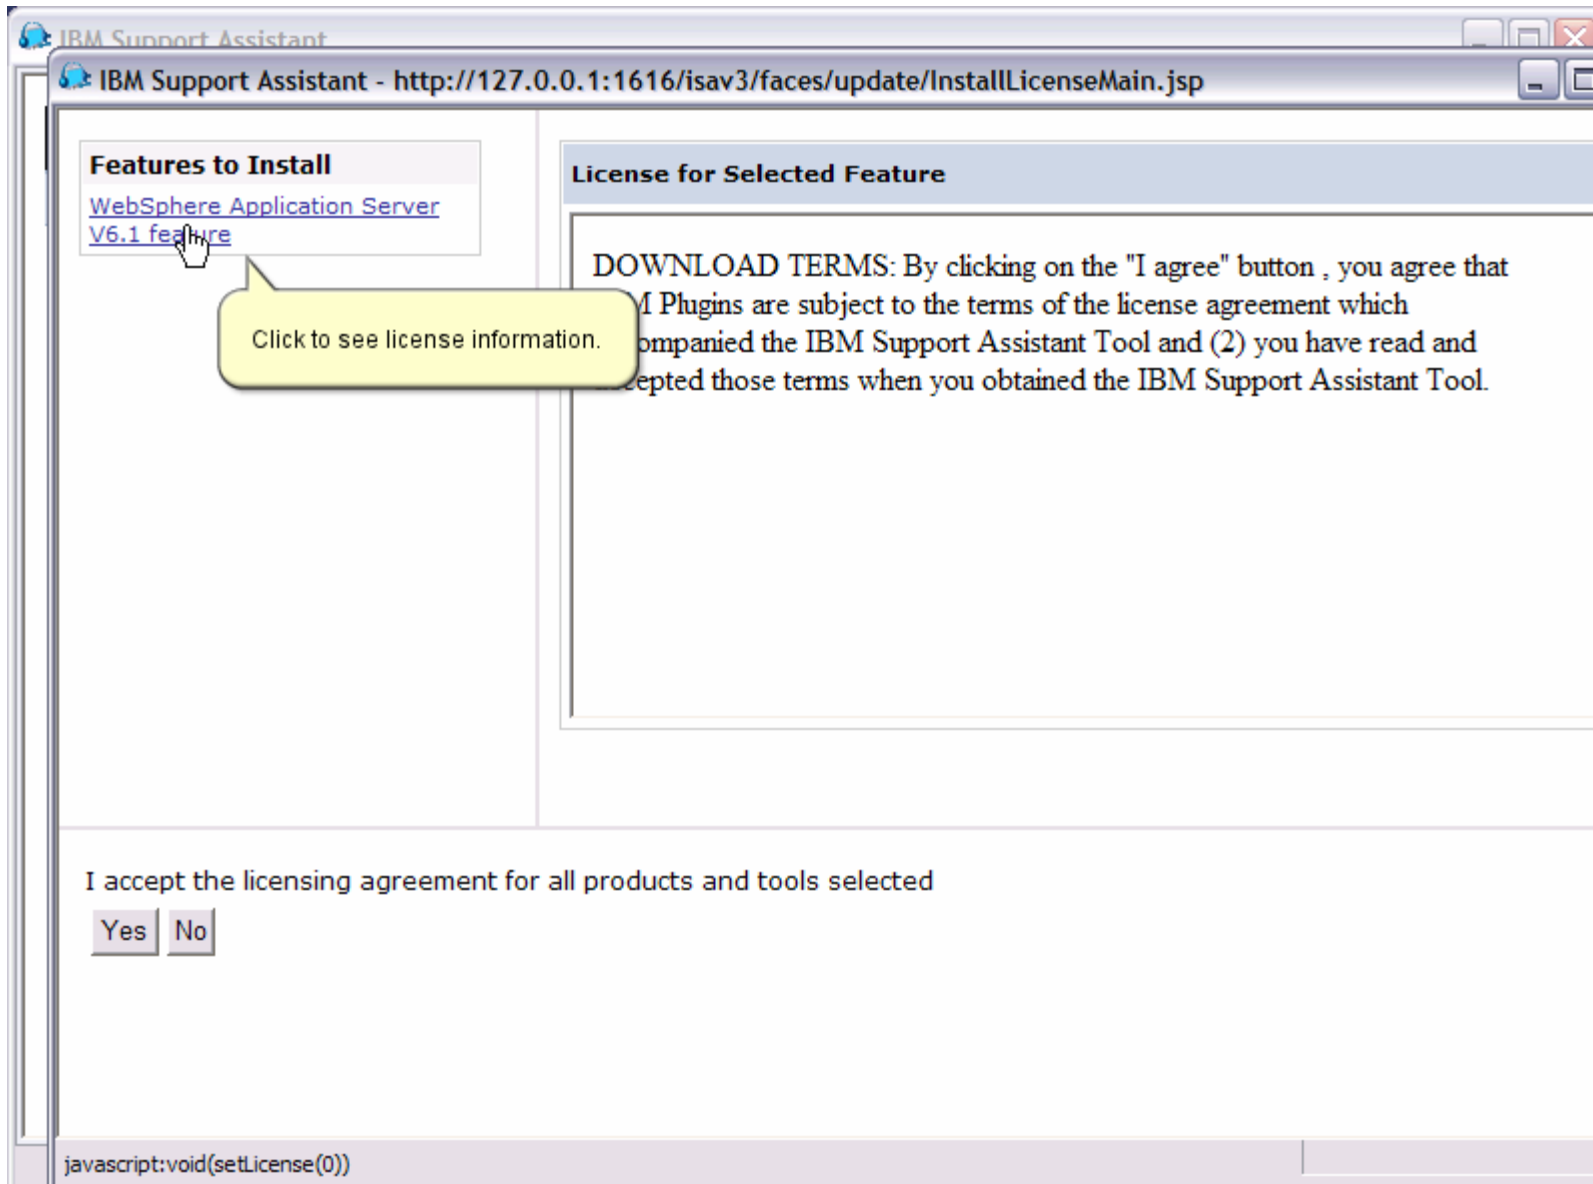 IBM Support Assistant
IBM Support Assistant - http://127.0.0.1:1616/isav3/faces/update/InstallLicenseMain.jsp
Features to Install
WebSphere Application Server
V6.1 feature
Click to see license information.
License for Selected Feature
DOWNLOAD TERMS: By clicking on the "I agree" button , you agree that
Plugins are subject to the terms of the license agreement which
the IBM Support Assistant Tool and (2) you have read and
those terms when you obtained the IBM Support Assistant Tool.
I accept the licensing agreement for all products and tools selected
Yes No
javascript:void(setLicense(0))